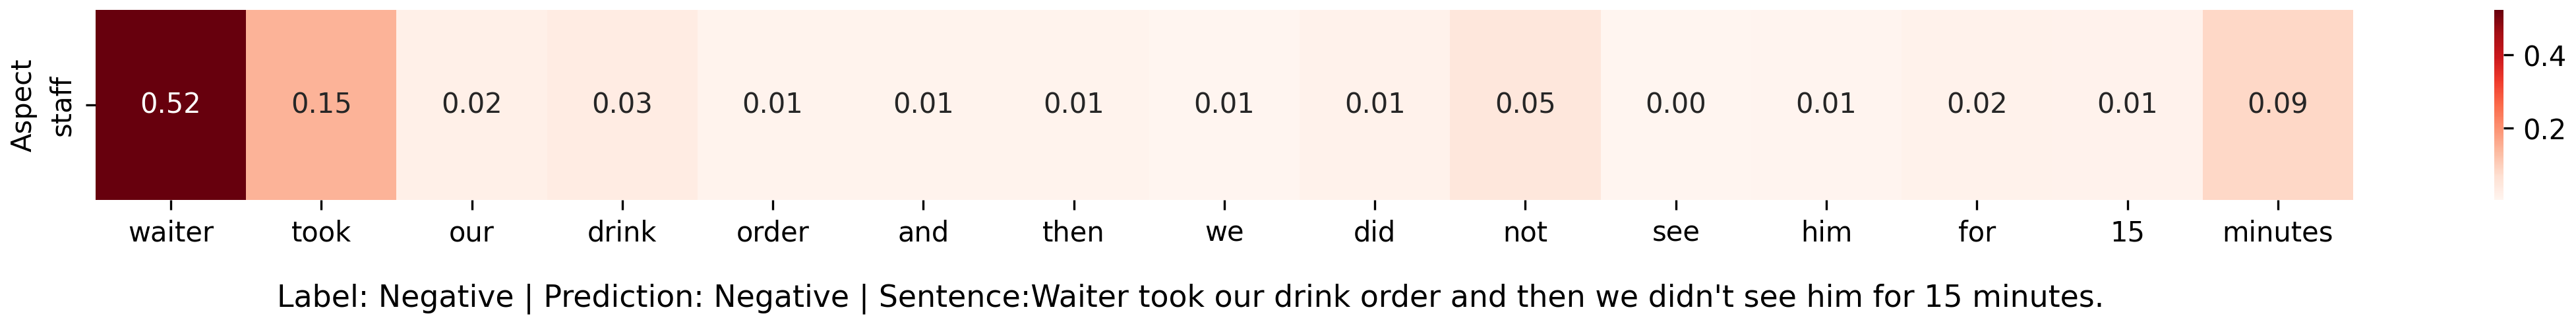 Aspect
staff
0.52 0.15 0.02 0.03 0.01 0.01 0.01 0.01 0.01 0.05 0.00 0.01 0.02 0.01 0.09
0.4
0.2
waiter took our drink order and then we did not see him for 15 minutes
Label: Negative | Prediction: Negative | Sentence:Waiter took our drink order and then we didn't see him for 15 minutes.